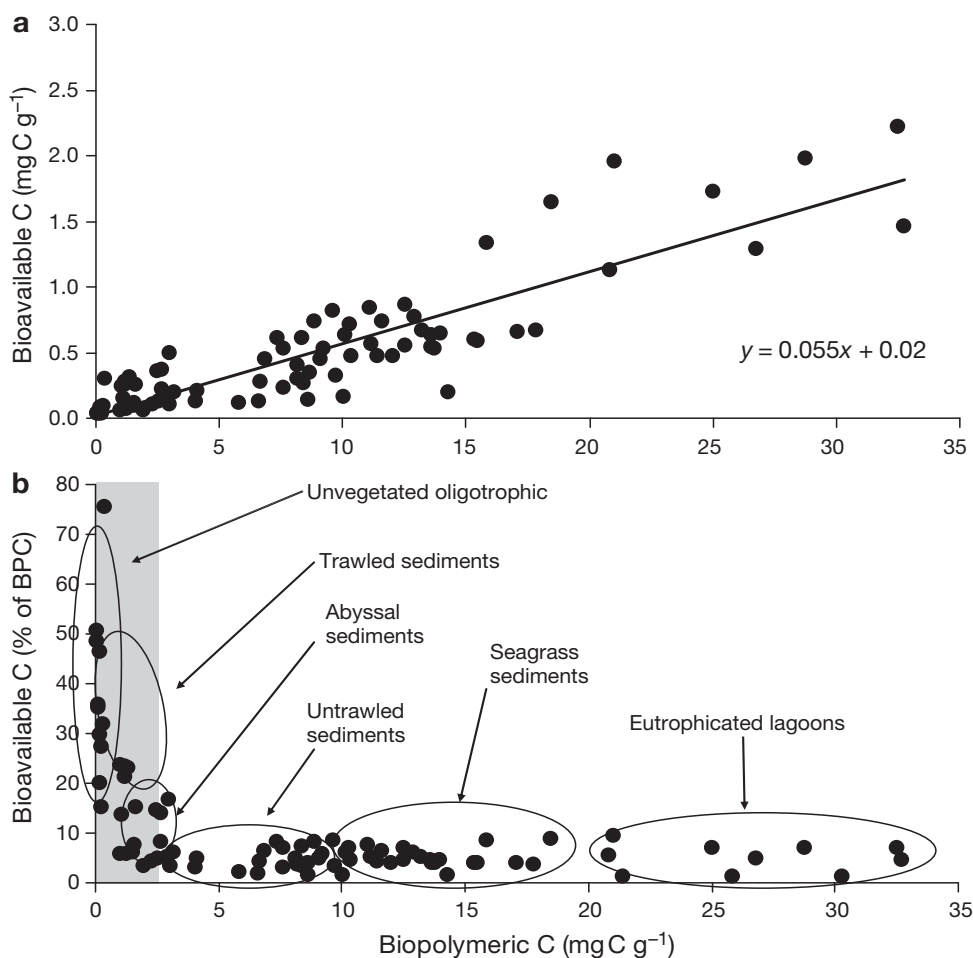 a
3.0
2.5
2.0
1.5
1.0
0.5
0.0
Bioavailable C (mg C g–1)
y = 0.055x + 0.02
0 5 10 15 20 25 30 35
b
80
70
60
50
40
30
20
10
0
Bioavailable C (% of BPC)
Unvegetated oligotrophic
Trawled sediments
Abyssal
sediments
Untrawled
sediments
Seagrass
sediments
Eutrophicated lagoons
0 5 10 15 20 25 30 35
Biopolymeric C (mg C g–1)